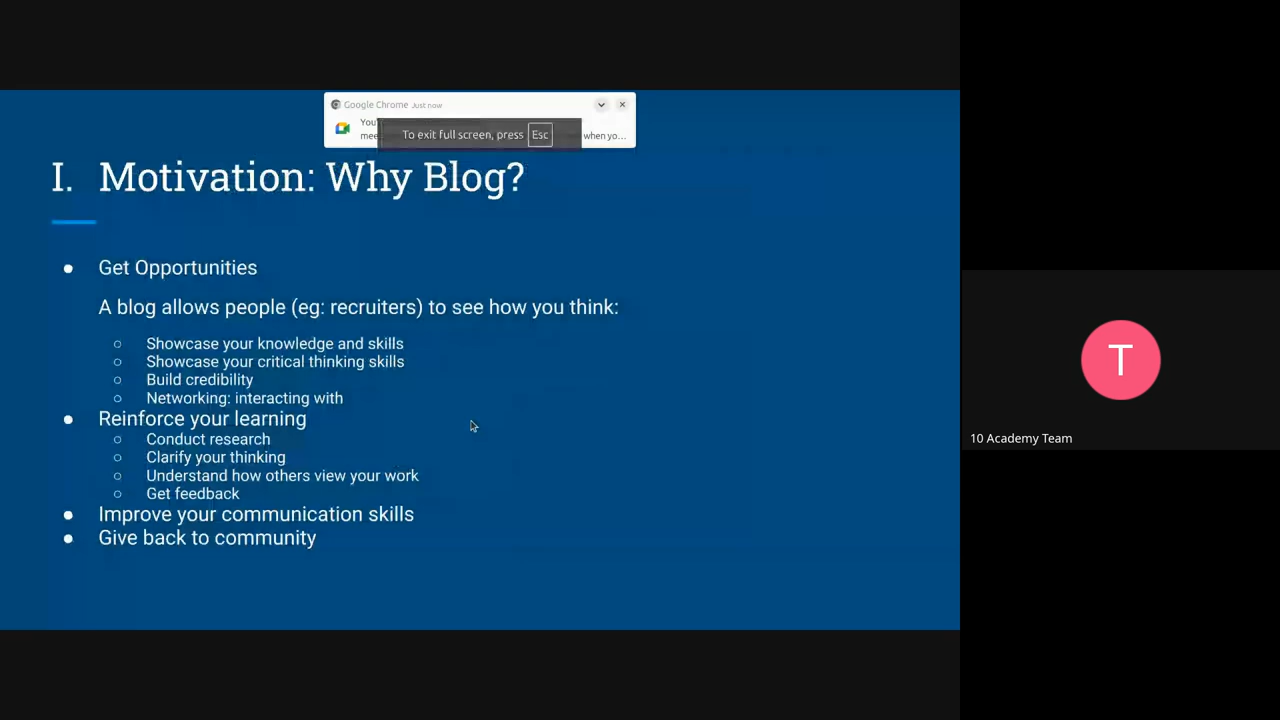 Google Chrome Just now
You'
mee
when yo...
To exit full screen, press Esc
I. Motivation: Why Blog?
● Get Opportunities
A blog allows people (eg: recruiters) to see how you think:
○ Showcase your knowledge and skills
○ Showcase your critical thinking skills
○ Build credibility
○ Networking: interacting with
● Reinforce your learning
○ Conduct research
○ Clarify your thinking
○ Understand how others view your work
○ Get feedback
● Improve your communication skills
● Give back to community
T
10 Academy Team